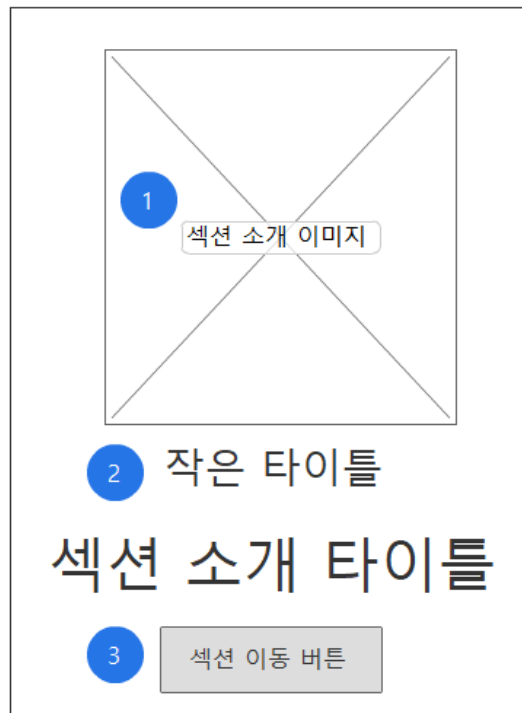 1
섹션 소개 이미지
2 작은 타이틀
섹션 소개 타이틀
3 섹션 이동 버튼